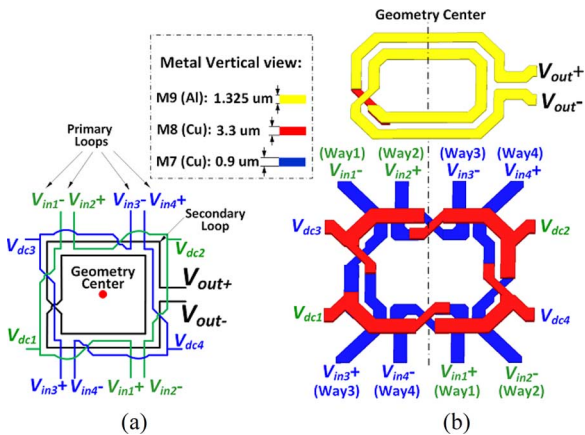 Geometry Center
Metal Vertical view:
M9 (Al): 1.325 um
M8 (Cu): 3.3 um
M7 (Cu): 0.9 um
Vout+
Vout-
Primary
Loops
Vin1- Vin2+ Vin3- Vin4+
Secondary
Loop
Vdc3
Vdc2
Geometry
Center
Vout+
Vout-
Vdc1
Vdc4
Vin3+ Vin4- Vin1+ Vin2-
(a)
(Way1) (Way2) (Way3) (Way4)
Vin1- Vin2+ Vin3- Vin4+
Vdc3
Vdc2
Vdc1
Vdc4
Vin3+ Vin4- Vin1+ Vin2-
(Way3) (Way4) (Way1) (Way2)
(b)